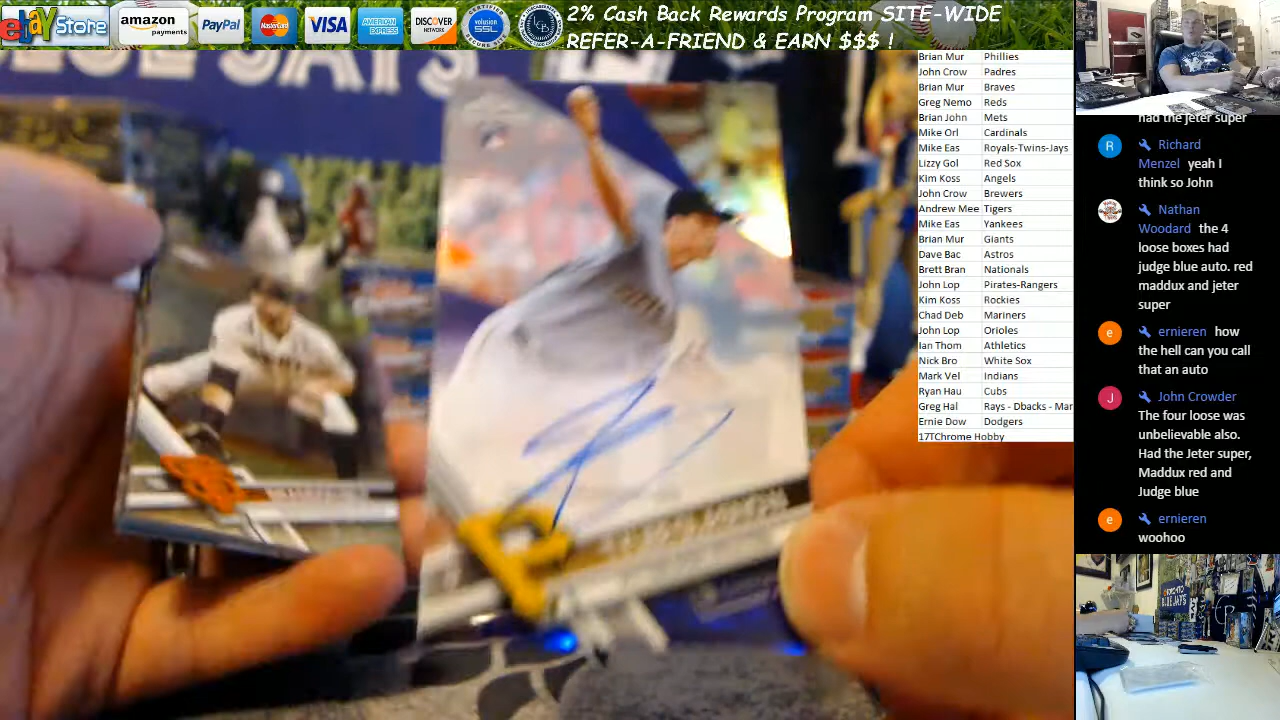 ebay Store
amazon
payments
PayPal
MasterCard
VISA
AMERICAN
EXPRESS
DISCOVER
NETWORK
SSL
2% Cash Back Rewards Program SITE-WIDE
REFER-A-FRIEND & EARN $$$ !
BLUE JAYS
Brian Mur Phillies
John Crow Padres
Brian Mur Braves
Greg Nemo Reds
Brian John Mets
Mike Orl Cardinals
Mike Eas Royals-Twins-Jays
Lizzy Gol Red Sox
Kim Koss Angels
John Crow Brewers
Andrew Mee Tigers
Mike Eas Yankees
Brian Mur Giants
Dave Bac Astros
Brett Bran Nationals
John Lop Pirates-Rangers
Kim Koss Rockies
Chad Deb Mariners
John Lop Orioles
Ian Thom Athletics
Nick Bro White Sox
Mark Vel Indians
Ryan Hau Cubs
Greg Hal Rays - Dbacks - Mar
Ernie Dow Dodgers
17TChrome Hobby
had the jeter super
R Richard
Menzel yeah I
think so John
Nathan
Woodard the 4
loose boxes had
judge blue auto. red
maddux and jeter
super
e ernieren how
the hell can you call
that an auto
J John Crowder
The four loose was
unbelievable also.
Had the Jeter super,
Maddux red and
Judge blue
e ernieren
woohoo
P
BLUE JAYS